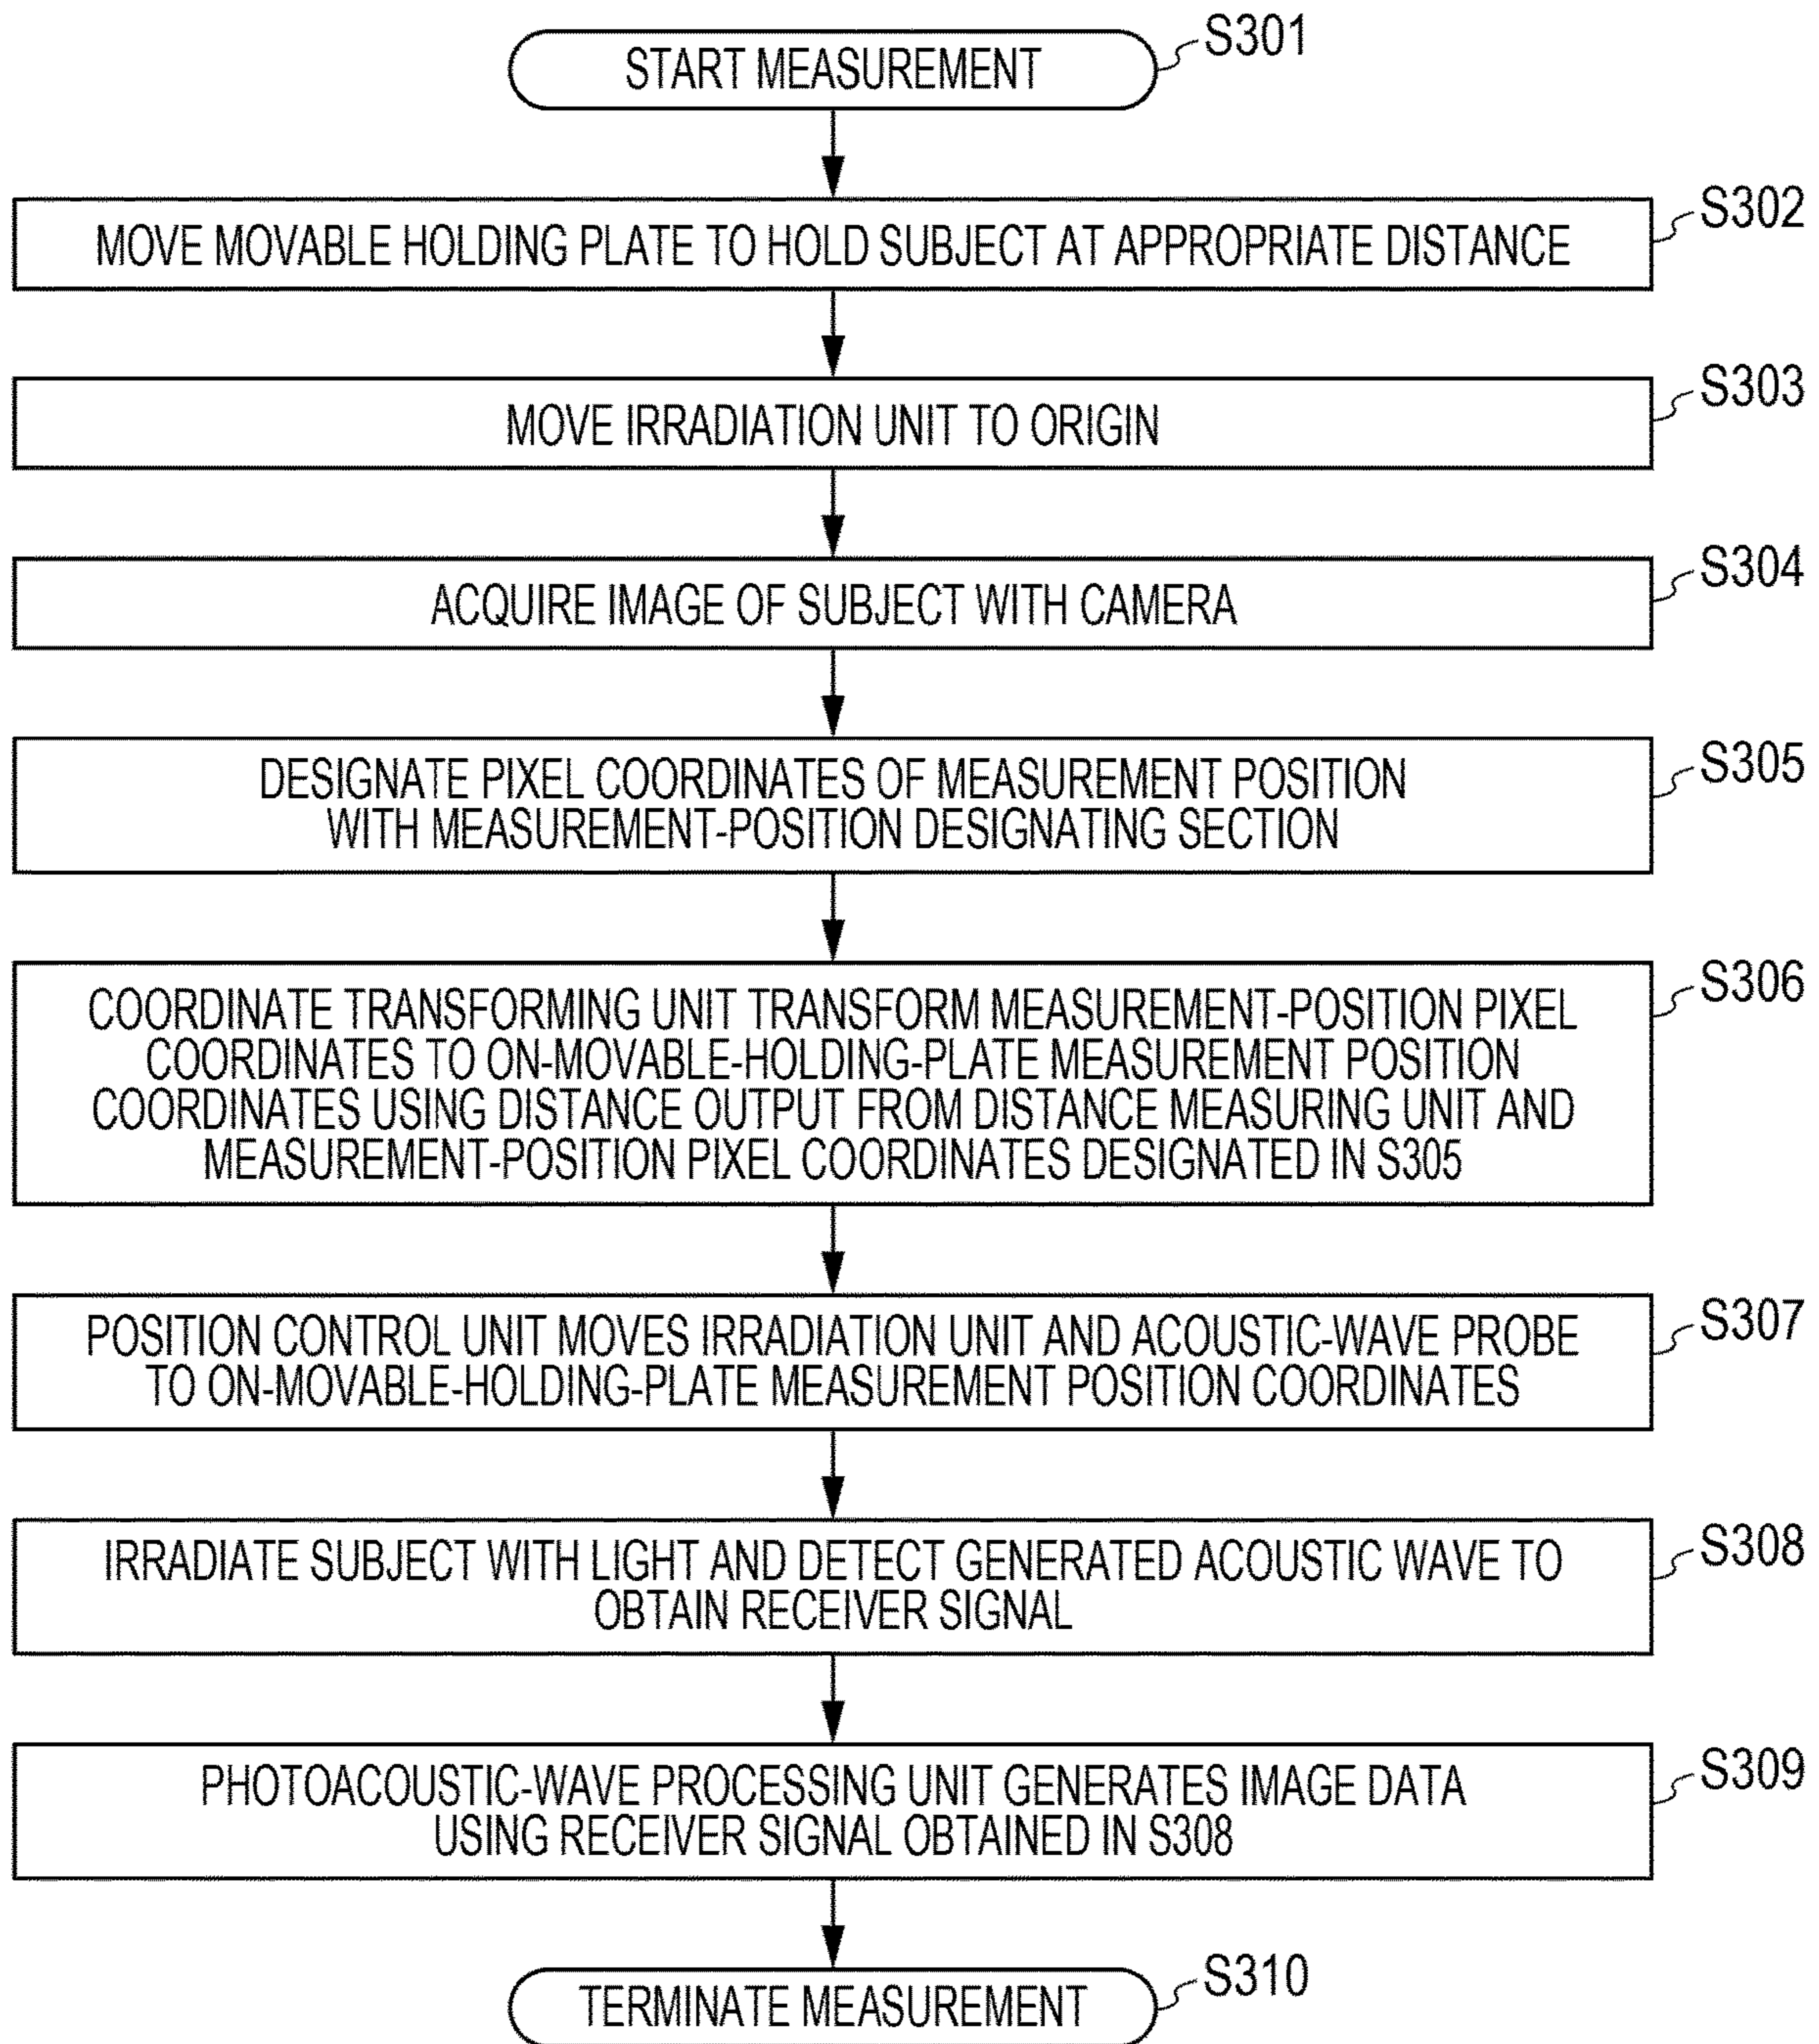 START MEASUREMENT
S301
MOVE MOVABLE HOLDING PLATE TO HOLD SUBJECT AT APPROPRIATE DISTANCE
S302
MOVE IRRADIATION UNIT TO ORIGIN
S303
ACQUIRE IMAGE OF SUBJECT WITH CAMERA
S304
DESIGNATE PIXEL COORDINATES OF MEASUREMENT POSITION
WITH MEASUREMENT-POSITION DESIGNATING SECTION
S305
COORDINATE TRANSFORMING UNIT TRANSFORM MEASUREMENT-POSITION PIXEL
COORDINATES TO ON-MOVABLE-HOLDING-PLATE MEASUREMENT POSITION
COORDINATES USING DISTANCE OUTPUT FROM DISTANCE MEASURING UNIT AND
MEASUREMENT-POSITION PIXEL COORDINATES DESIGNATED IN S305
S306
POSITION CONTROL UNIT MOVES IRRADIATION UNIT AND ACOUSTIC-WAVE PROBE
TO ON-MOVABLE-HOLDING-PLATE MEASUREMENT POSITION COORDINATES
S307
IRRADIATE SUBJECT WITH LIGHT AND DETECT GENERATED ACOUSTIC WAVE TO
OBTAIN RECEIVER SIGNAL
S308
PHOTOACOUSTIC-WAVE PROCESSING UNIT GENERATES IMAGE DATA
USING RECEIVER SIGNAL OBTAINED IN S308
S309
TERMINATE MEASUREMENT
S310